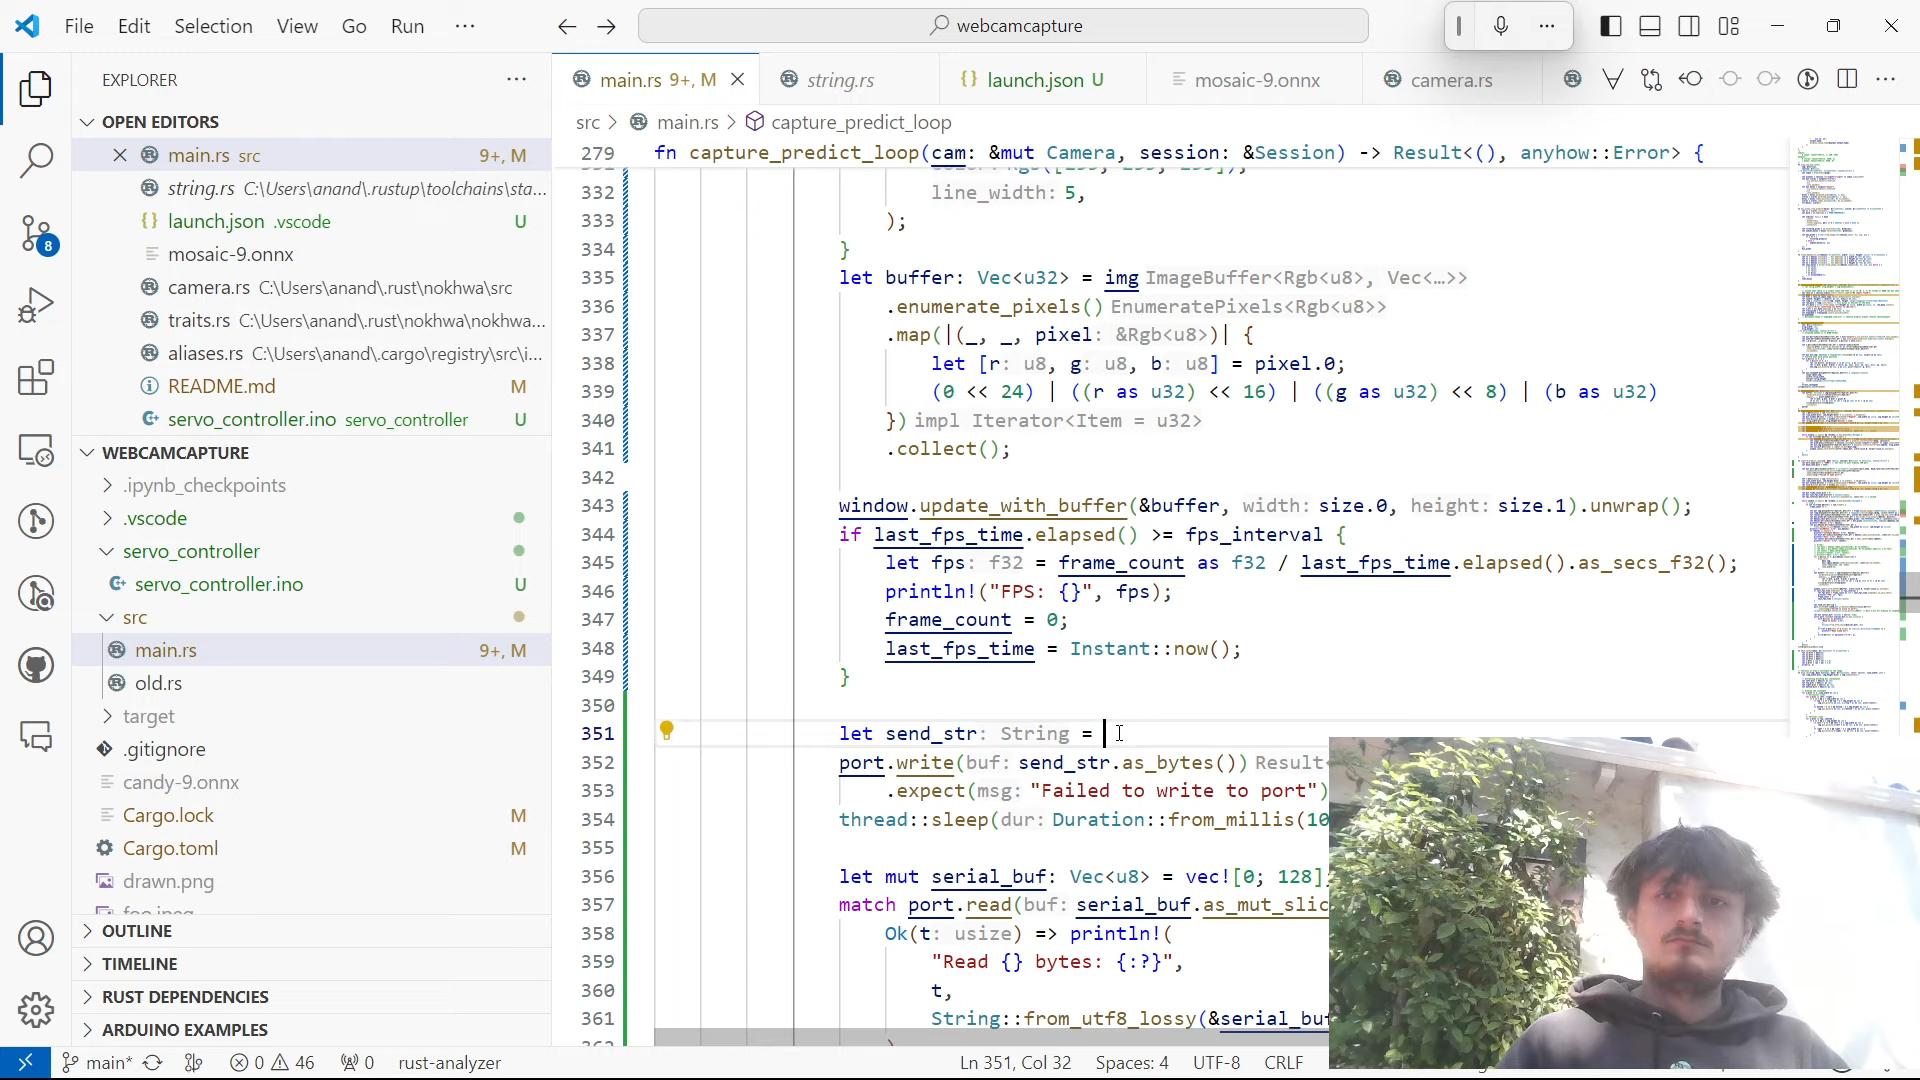 File Edit Selection View Go Run ··· webcamcapture
EXPLORER
OPEN EDITORS
main.rs src 9+, M
string.rs C:\Users\anand\.rustup\toolchains\sta...
launch.json .vscode U
mosaic-9.onnx
camera.rs C:\Users\anand\.rust\nokhwa\src
traits.rs C:\Users\anand\.rust\nokhwa\nokhwa...
aliases.rs C:\Users\anand\.cargo\registry\src\i...
README.md M
servo_controller.ino servo_controller U
WEBCAMCAPTURE
.ipynb_checkpoints
.vscode
servo_controller
servo_controller.ino U
src
main.rs 9+, M
old.rs
target
.gitignore
candy-9.onnx
Cargo.lock M
Cargo.toml M
drawn.png
OUTLINE
TIMELINE
RUST DEPENDENCIES
ARDUINO EXAMPLES
8
main.rs 9+, M string.rs launch.json U mosaic-9.onnx camera.rs
src > main.rs > capture_predict_loop
279 fn capture_predict_loop(cam: &mut Camera, session: &Session) -> Result<(), anyhow::Error> {
332 line_width: 5,
333 );
334 }
335 let buffer: Vec<u32> = img ImageBuffer<Rgb<u8>, Vec<…>>
336 .enumerate_pixels() EnumeratePixels<Rgb<u8>>
337 .map(|(_, _, pixel: &Rgb<u8>)| {
338 let [r: u8, g: u8, b: u8] = pixel.0;
339 (0 << 24) | ((r as u32) << 16) | ((g as u32) << 8) | (b as u32)
340 }) impl Iterator<Item = u32>
341 .collect();
342
343 window.update_with_buffer(&buffer, width: size.0, height: size.1).unwrap();
344 if last_fps_time.elapsed() >= fps_interval {
345 let fps: f32 = frame_count as f32 / last_fps_time.elapsed().as_secs_f32();
346 println!("FPS: {}", fps);
347 frame_count = 0;
348 last_fps_time = Instant::now();
349 }
350
351 let send_str: String =
352 port.write(buf: send_str.as_bytes()) Result<
353 .expect(msg: "Failed to write to port")
354 thread::sleep(dur: Duration::from_millis(10
355
356 let mut serial_buf: Vec<u8> = vec![0; 128];
357 match port.read(buf: serial_buf.as_mut_slic
358 Ok(t: usize) => println!(
359 "Read {} bytes: {:?}",
360 t,
361 String::from_utf8_lossy(&serial_buf
main* 0 46 0 rust-analyzer Ln 351, Col 32 Spaces: 4 UTF-8 CRLF